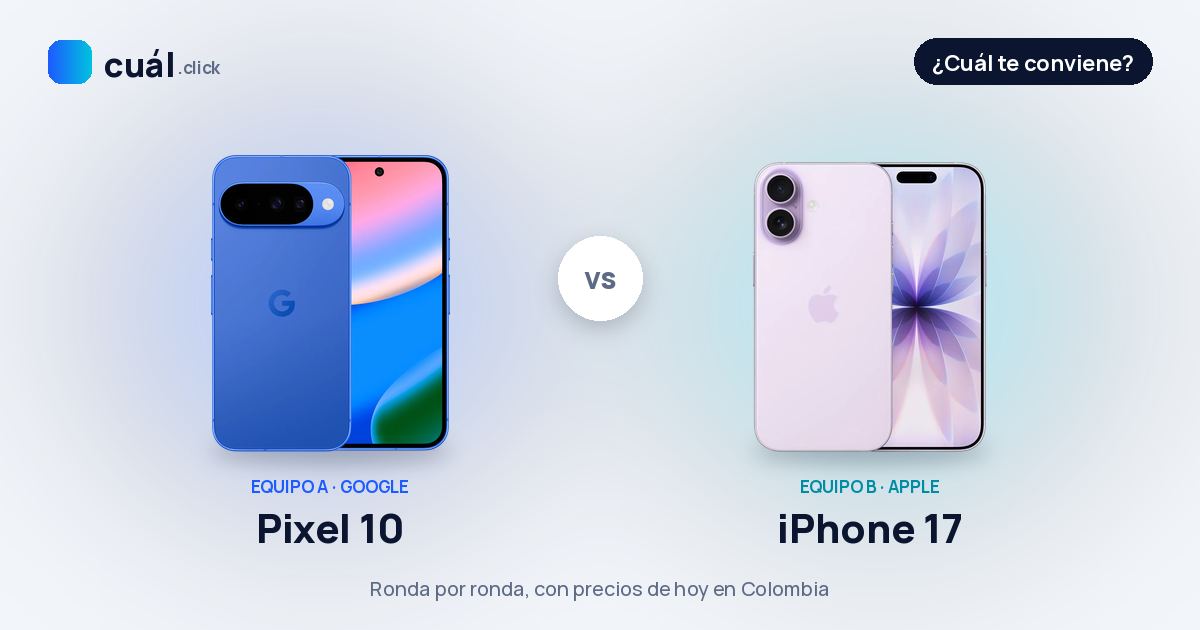 cuál.click
¿Cuál te conviene?
VS
EQUIPO A · GOOGLE
Pixel 10
EQUIPO B · APPLE
iPhone 17
Ronda por ronda, con precios de hoy en Colombia